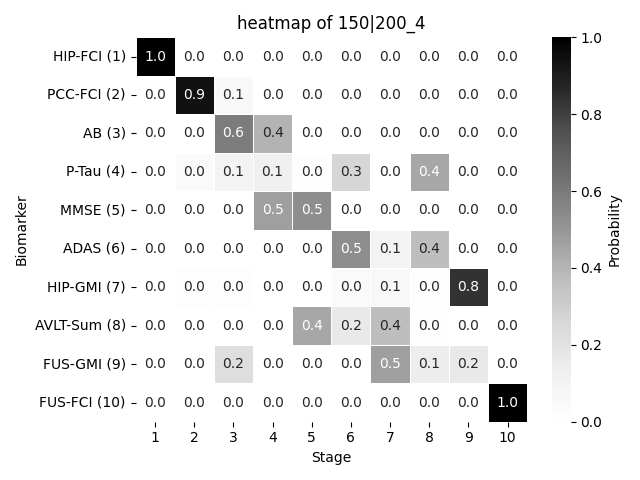 heatmap of 150|200_4
HIP-FCI (1) 1.0 0.0 0.0 0.0 0.0 0.0 0.0 0.0 0.0 0.0
PCC-FCI (2) 0.0 0.9 0.1 0.0 0.0 0.0 0.0 0.0 0.0 0.0
AB (3) 0.0 0.0 0.6 0.4 0.0 0.0 0.0 0.0 0.0 0.0
P-Tau (4) 0.0 0.0 0.1 0.1 0.0 0.3 0.0 0.4 0.0 0.0
MMSE (5) 0.0 0.0 0.0 0.5 0.5 0.0 0.0 0.0 0.0 0.0
ADAS (6) 0.0 0.0 0.0 0.0 0.0 0.5 0.1 0.4 0.0 0.0
HIP-GMI (7) 0.0 0.0 0.0 0.0 0.0 0.0 0.1 0.0 0.8 0.0
AVLT-Sum (8) 0.0 0.0 0.0 0.0 0.4 0.2 0.4 0.0 0.0 0.0
FUS-GMI (9) 0.0 0.0 0.2 0.0 0.0 0.0 0.5 0.1 0.2 0.0
FUS-FCI (10) 0.0 0.0 0.0 0.0 0.0 0.0 0.0 0.0 0.0 1.0
1 2 3 4 5 6 7 8 9 10
Stage
Biomarker
1.0
0.8
0.6
0.4
0.2
0.0
Probability